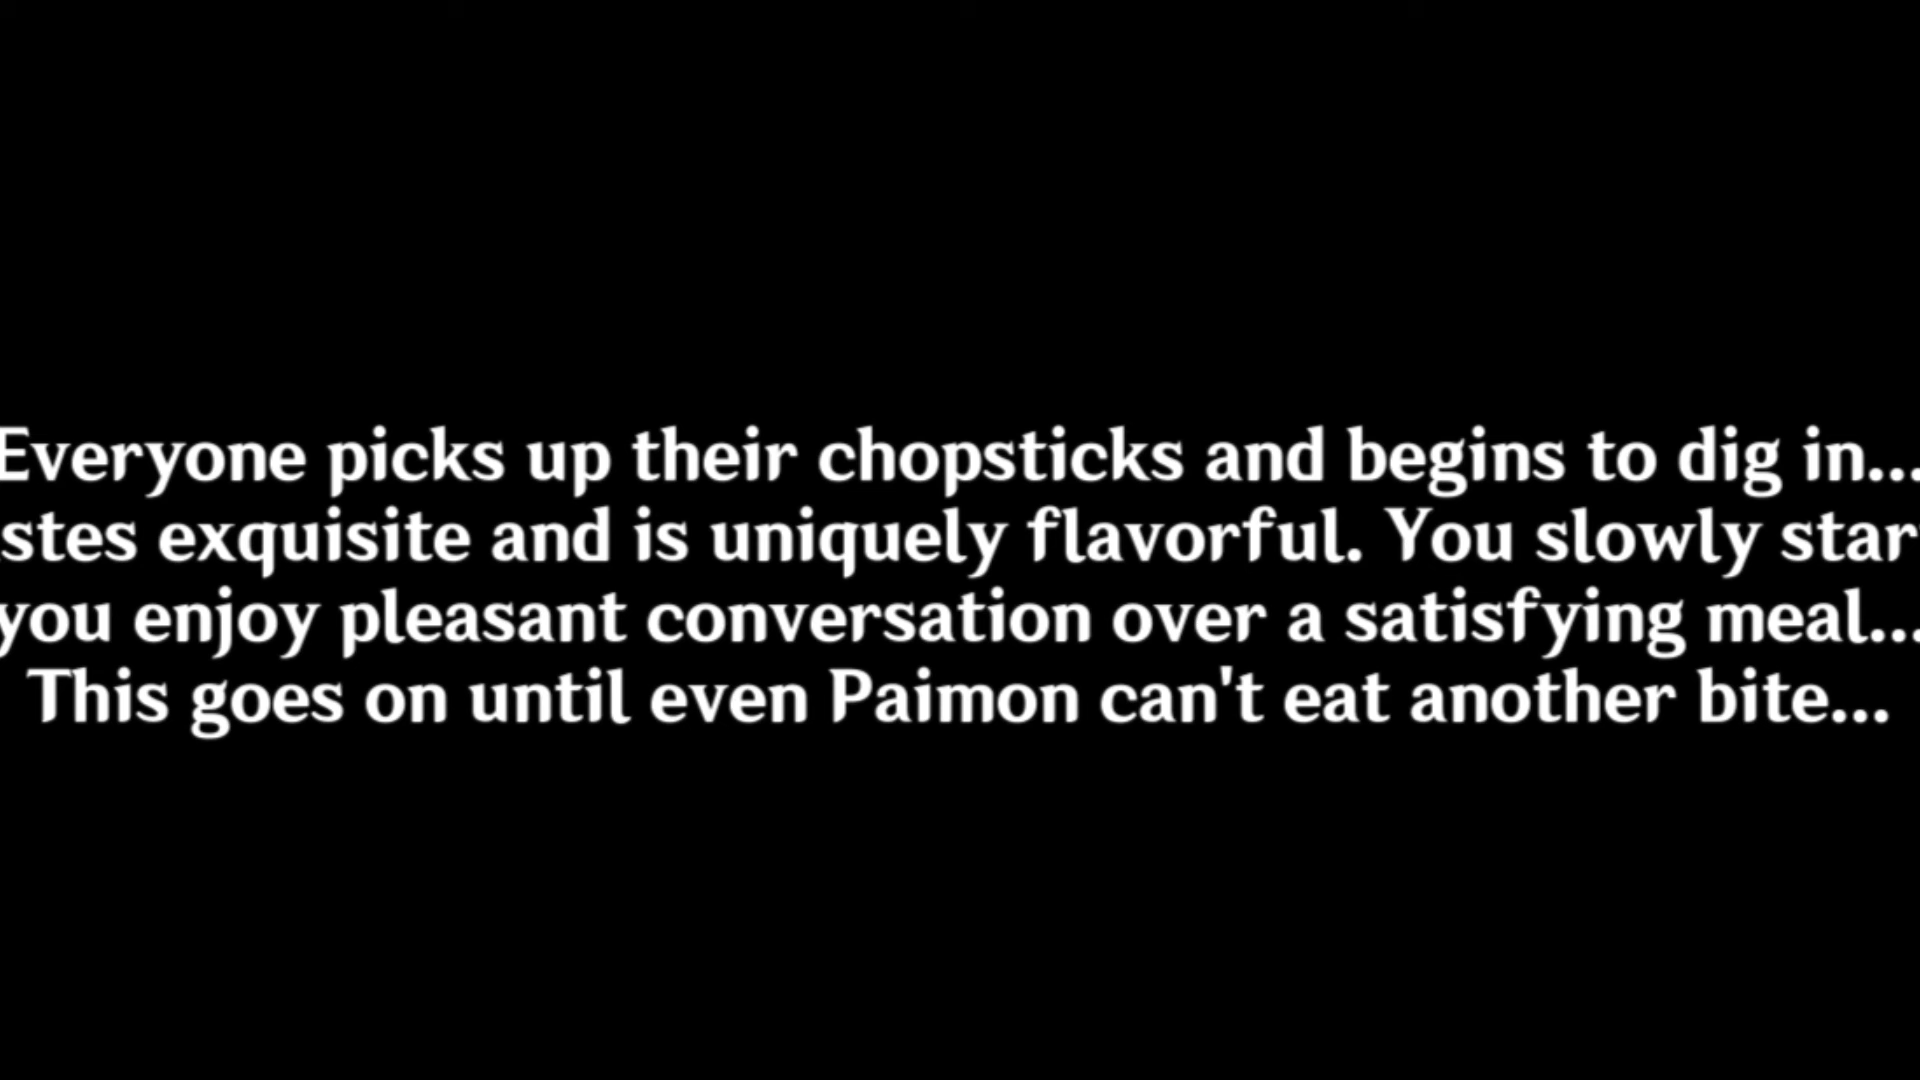 Everyone picks up their chopsticks and begins to dig in...
stes exquisite and is uniquely flavorful. You slowly star
you enjoy pleasant conversation over a satisfying meal...
This goes on until even Paimon can't eat another bite...